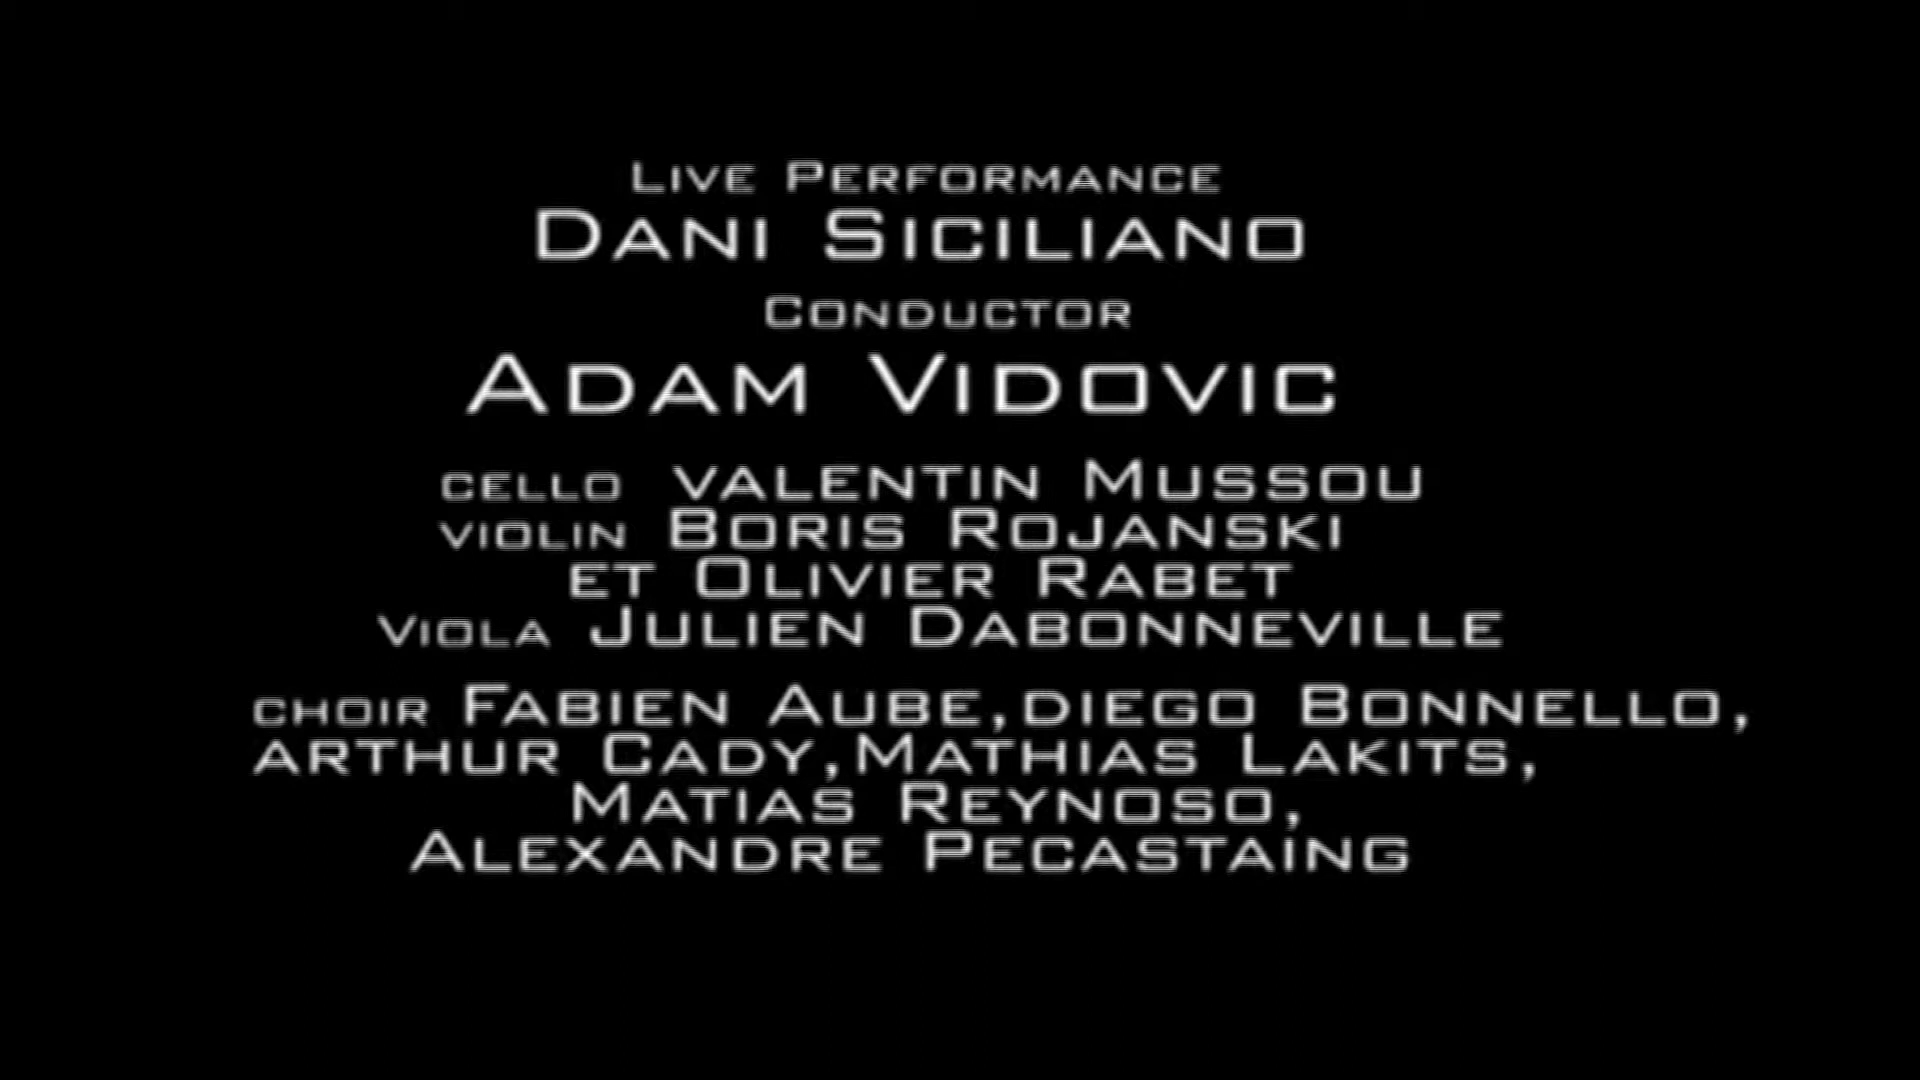 Live Performance
Dani Siciliano
Conductor
Adam Vidovic
cello valentin Mussou
violin Boris Rojanski
et Olivier Rabet
Viola Julien Dabonneville
choir Fabien Aube,diego Bonnello,
arthur Cady,Mathias Lakits,
Matias Reynoso,
Alexandre Pecastaing